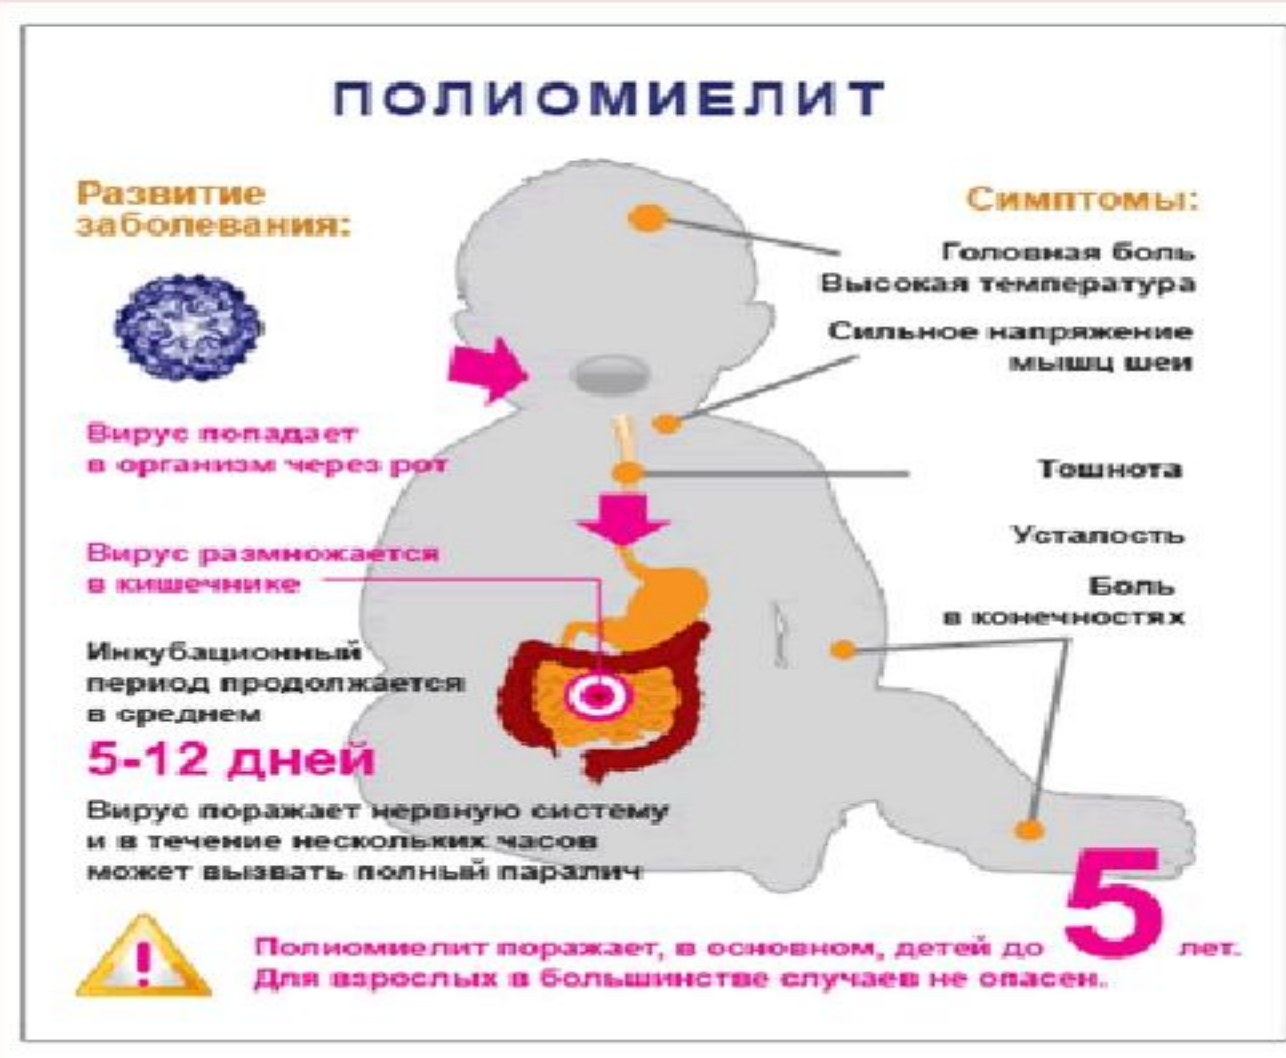 ПОЛИОМИЕЛИТ
Развитие
заболевания:
Вирус попадает
в организм через рот
Вирус размножается
в кишечнике
Инкубационный
период продолжается
в среднем
5-12 дней
Вирус поражает нервную систему
и в течение нескольких часов
может вызвать полный паралич
Симптомы:
Головная боль
Высокая температура
Сильное напряжение
мышц шеи
Тошнота
Усталость
Боль
в конечностях
!
Полиомиелит поражает, в основном, детей до 5 лет.
Для взрослых в большинстве случаев не опасен.